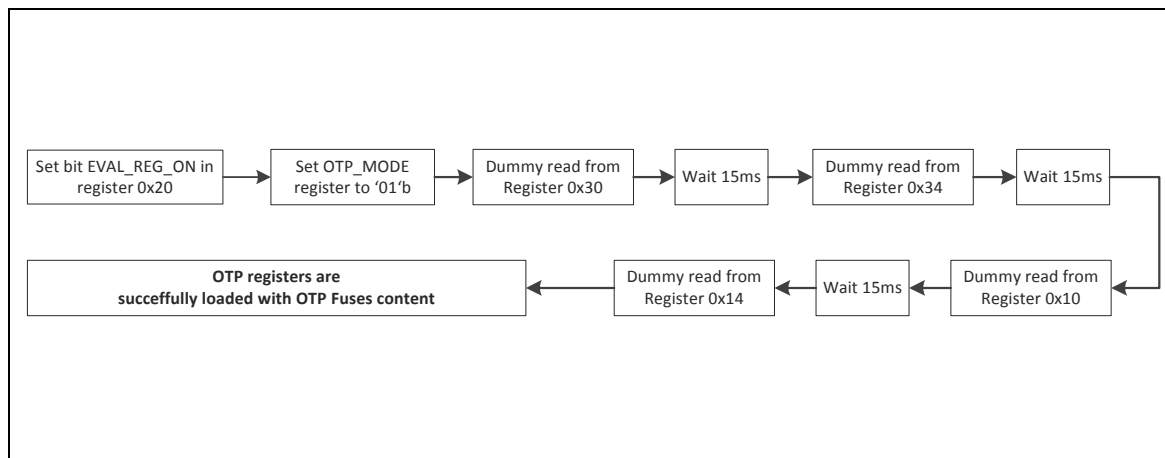 Set bit EVAL_REG_ON in
register 0x20
Set OTP_MODE
register to ‘01‘b
Dummy read from
Register 0x30
Wait 15ms
Dummy read from
Register 0x34
Wait 15ms
Dummy read from
Register 0x10
Wait 15ms
Dummy read from
Register 0x14
OTP registers are
succeffully loaded with OTP Fuses content